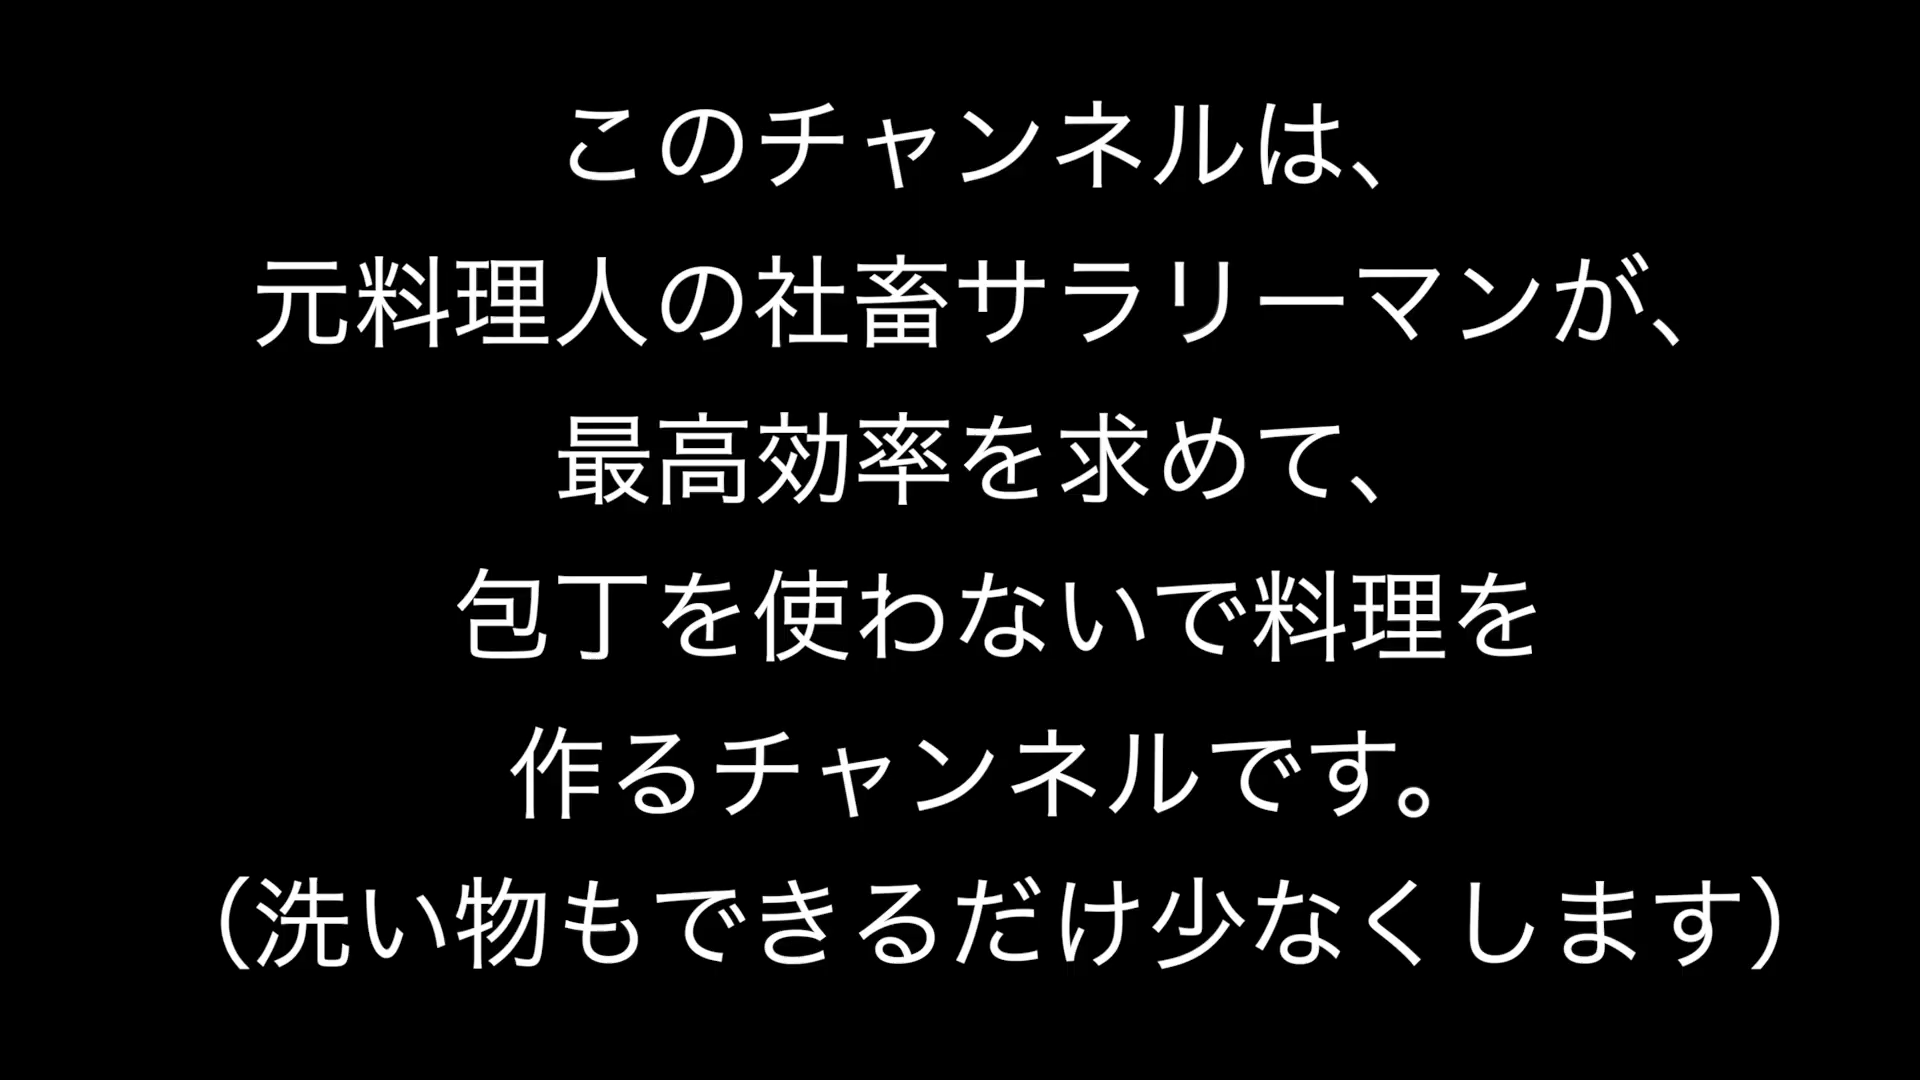 このチャンネルは、
元料理人の社畜サラリーマンが、
最高効率を求めて、
包丁を使わないで料理を
作るチャンネルです。
（洗い物もできるだけ少なくします）